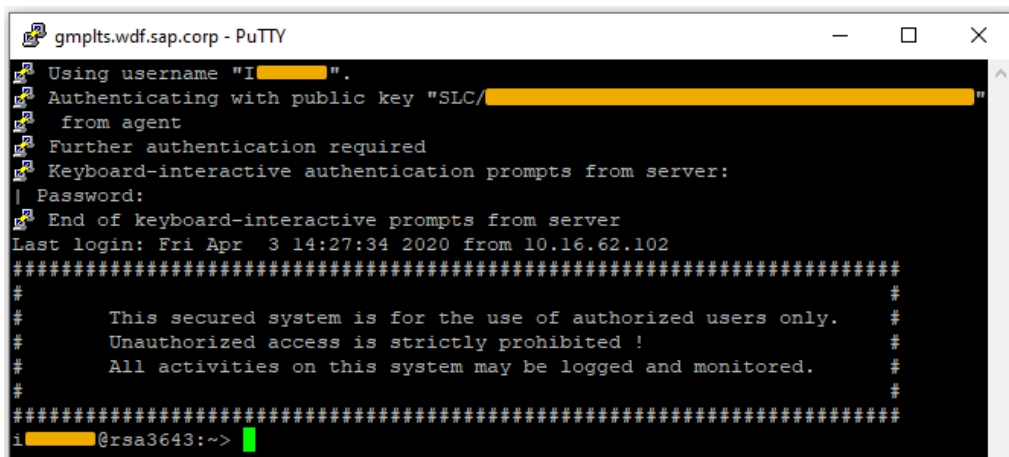 gmplts.wdf.sap.corp - PuTTY
Using username "I".
Authenticating with public key "SLC/"
from agent
Further authentication required
Keyboard-interactive authentication prompts from server:
| Password:
End of keyboard-interactive prompts from server
Last login: Fri Apr  3 14:27:34 2020 from 10.16.62.102
#########################################################################
#                                                                       #
#       This secured system is for the use of authorized users only.    #
#       Unauthorized access is strictly prohibited !                    #
#       All activities on this system may be logged and monitored.      #
#                                                                       #
#########################################################################
i@rsa3643:~>